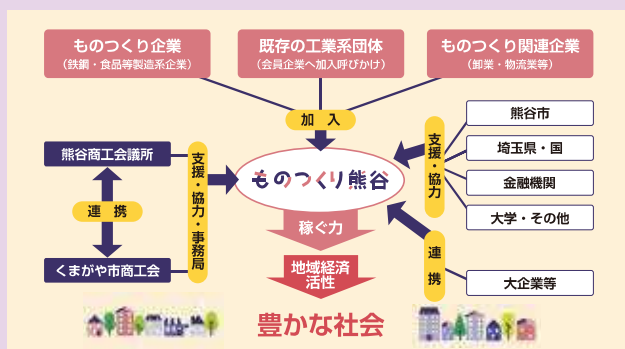 ものつくり企業
（鉄鋼・食品等製造系企業）
既存の工業系団体
（会員企業へ加入呼びかけ）
ものつくり関連企業
（卸業・物流業等）
加 入
熊谷商工会議所
連 携
くまがや市商工会
支援・協力・事務局
ものつくり熊谷
支援・協力
熊谷市
埼玉県・国
金融機関
大学・その他
連 携
大企業等
稼ぐ力
地域経済
活性
豊かな社会